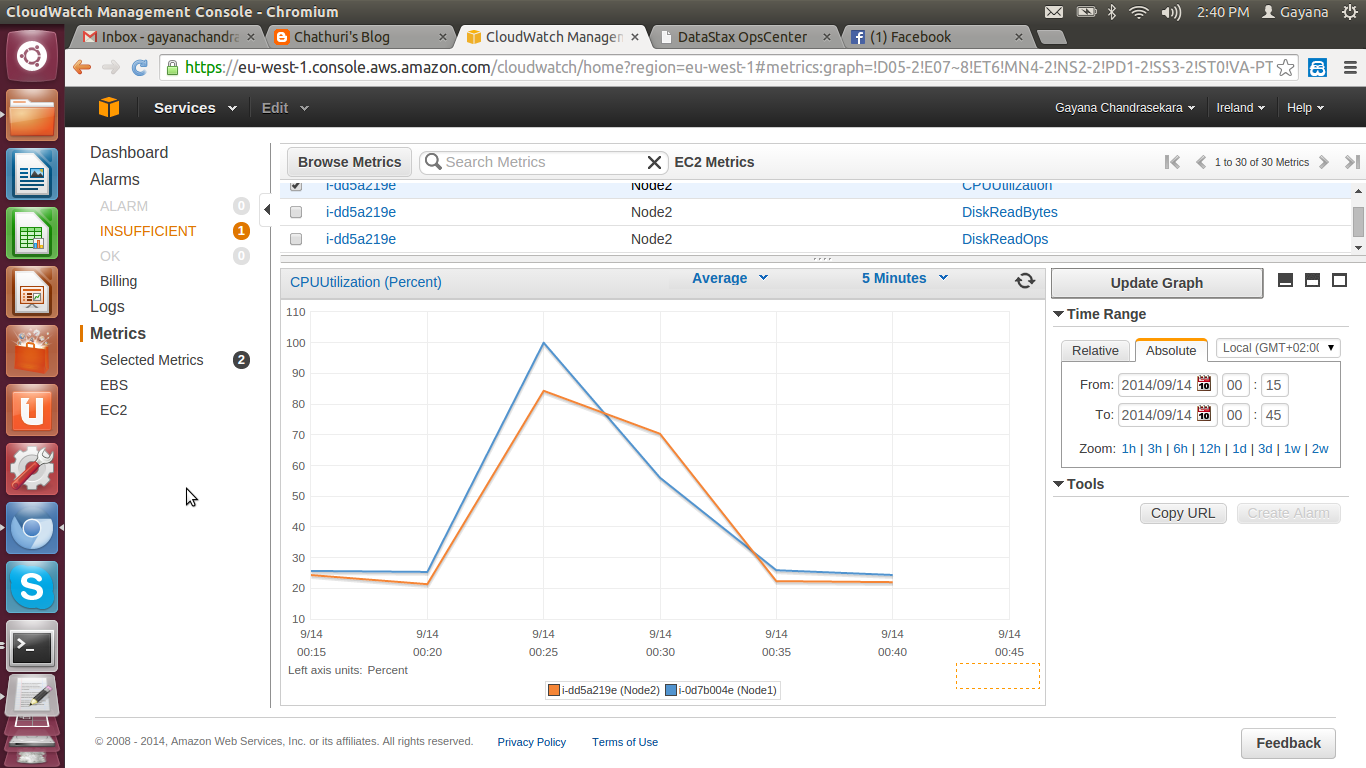 CloudWatch Management Console - Chromium
2:40 PM Gayana
Inbox - gayanachandra
Chathuri's Blog
CloudWatch Managemen
DataStax OpsCenter
(1) Facebook
https://eu-west-1.console.aws.amazon.com/cloudwatch/home?region=eu-west-1#metrics:graph=!D05-2!E07~8!ET6!MN4-2!NS2-2!PD1-2!SS3-2!ST0!VA-PT
Services Edit Gayana Chandrasekara Ireland Help
Dashboard
Alarms
ALARM 0
INSUFFICIENT 1
OK 0
Billing
Logs
Metrics
Selected Metrics 2
EBS
EC2
Browse Metrics Search Metrics EC2 Metrics 1 to 30 of 30 Metrics
i-dd5a219e Node2 CPUUtilization
i-dd5a219e Node2 DiskReadBytes
i-dd5a219e Node2 DiskReadOps
CPUUtilization (Percent) Average 5 Minutes
110
100
90
80
70
60
50
40
30
20
10
9/14 9/14 9/14 9/14 9/14 9/14 9/14
00:15 00:20 00:25 00:30 00:35 00:40 00:45
Left axis units: Percent
i-dd5a219e (Node2) i-0d7b004e (Node1)
Update Graph
Time Range
Relative Absolute Local (GMT+02:00
From: 2014/09/14 10 00 : 15
To: 2014/09/14 10 00 : 45
Zoom: 1h | 3h | 6h | 12h | 1d | 3d | 1w | 2w
Tools
Copy URL Create Alarm
© 2008 - 2014, Amazon Web Services, Inc. or its affiliates. All rights reserved. Privacy Policy Terms of Use
Feedback